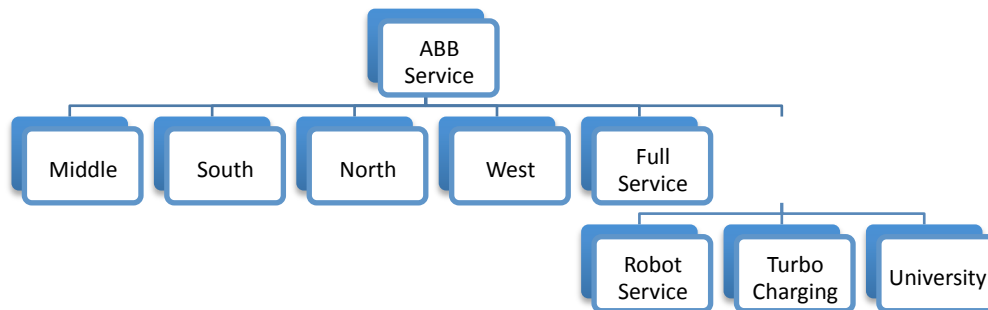 ABB
Service
Middle
South
North
West
Full
Service
Robot
Service
Turbo
Charging
University